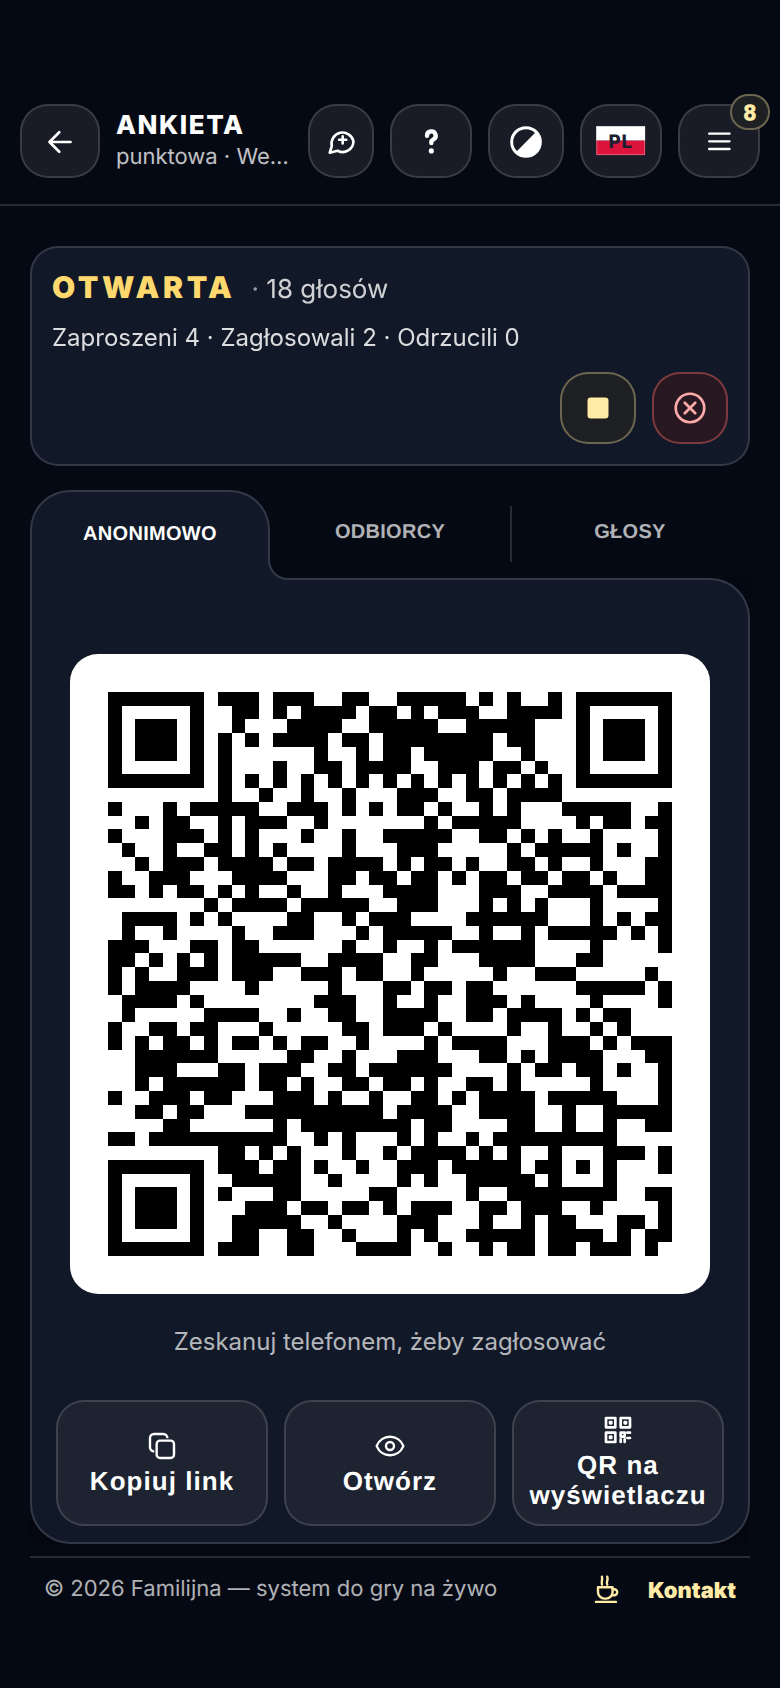 ANKIETA
punktowa · We...
?
PL
8
OTWARTA · 18 głosów
Zaproszeni 4 · Zagłosowali 2 · Odrzucili 0
ANONIMOWO
ODBIORCY
GŁOSY
Zeskanuj telefonem, żeby zagłosować
Kopiuj link
Otwórz
QR na
wyświetlaczu
© 2026 Familijna — system do gry na żywo
Kontakt